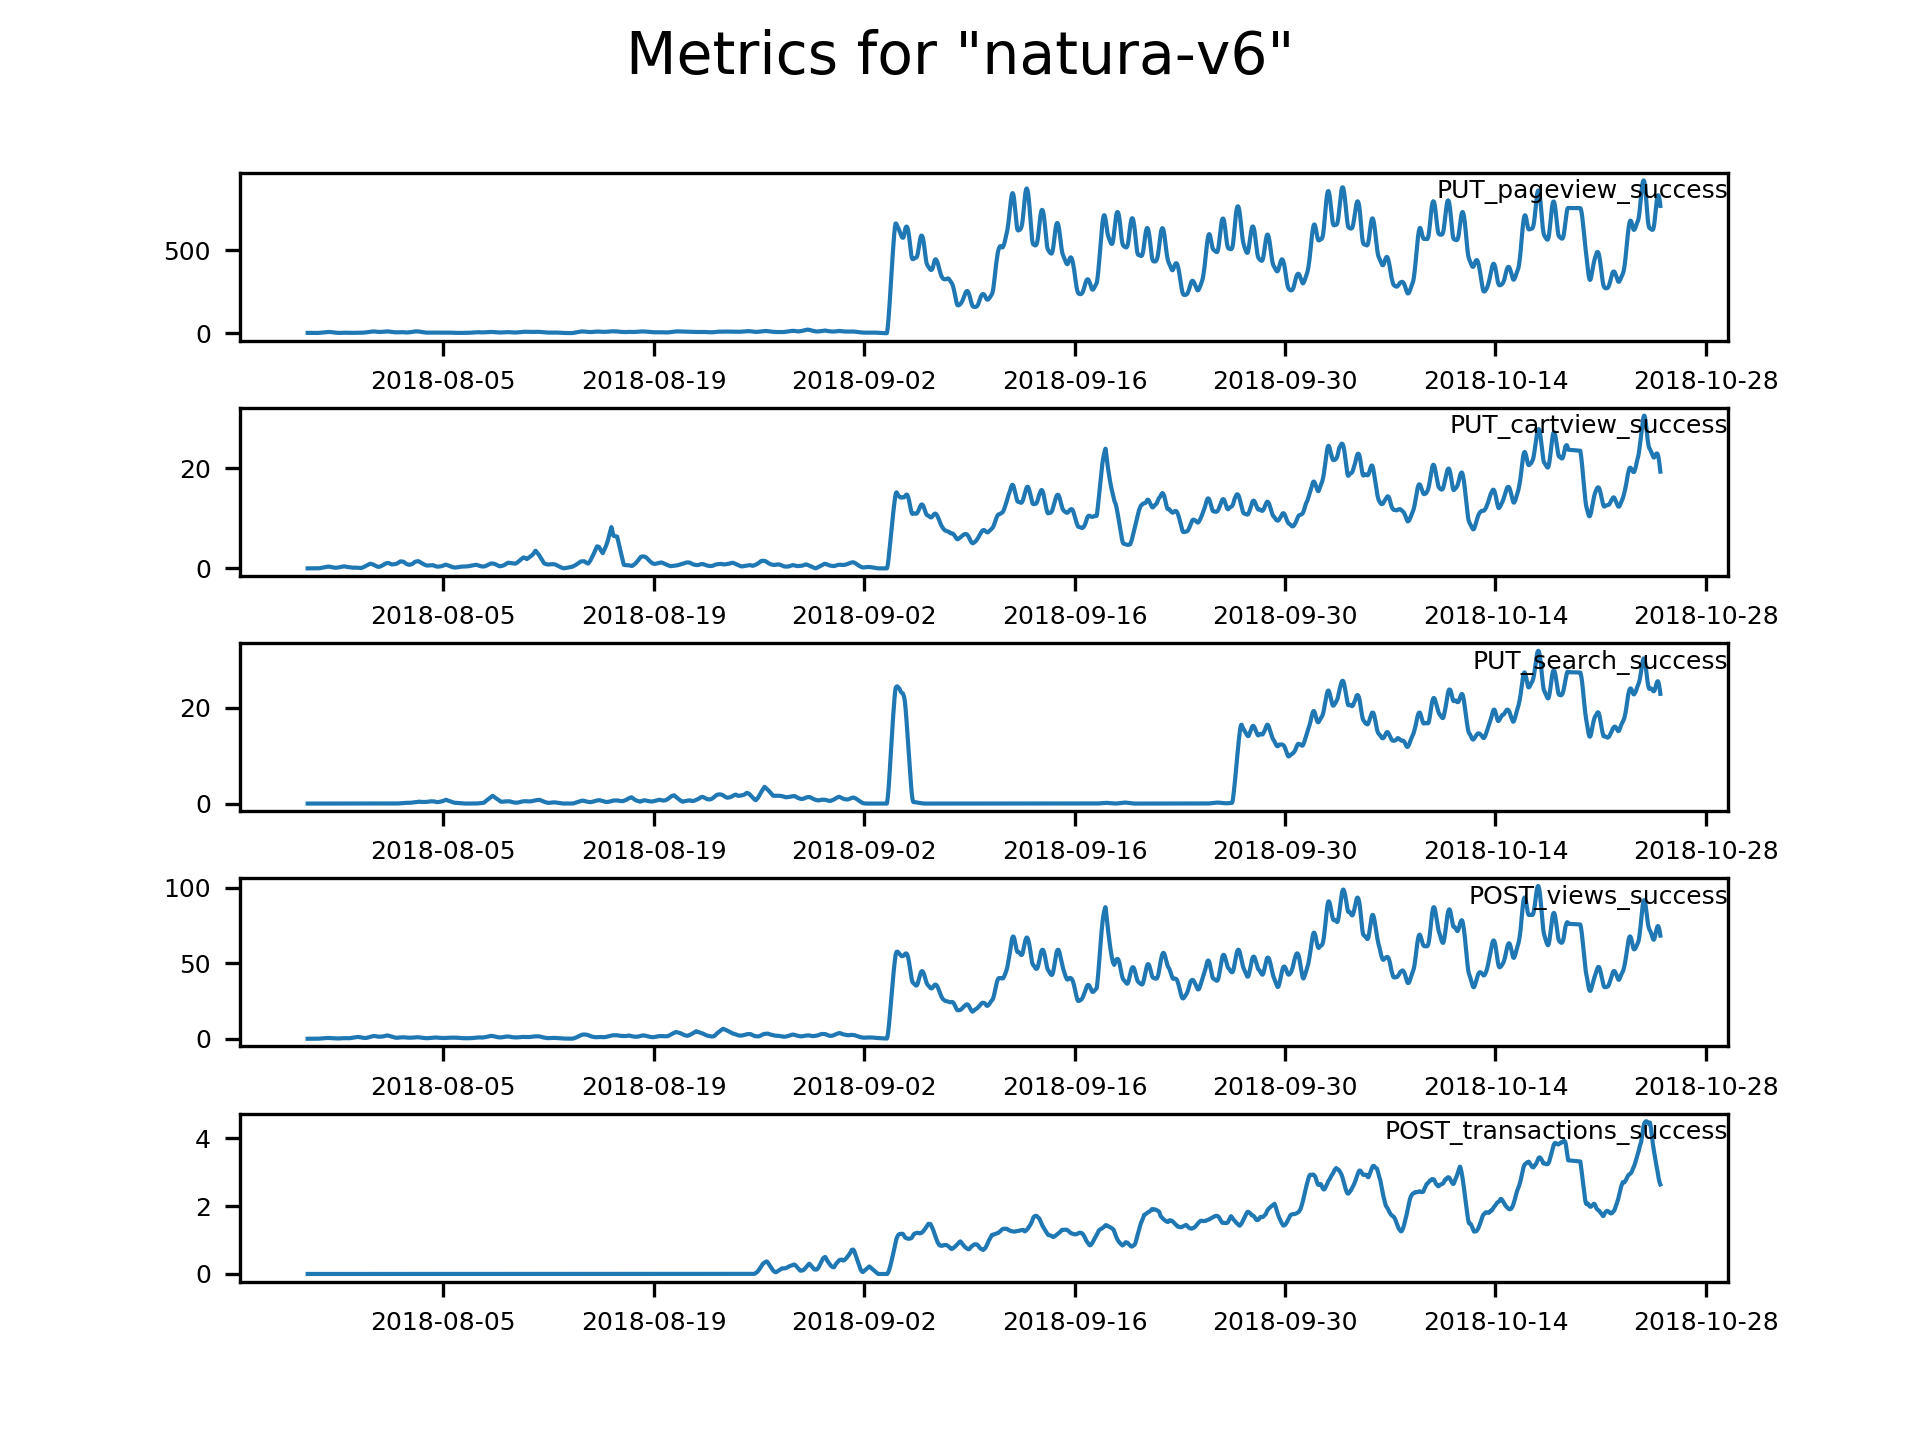 Metrics for "natura-v6"
PUT_pageview_success
500
0
2018-08-05 2018-08-19 2018-09-02 2018-09-16 2018-09-30 2018-10-14 2018-10-28
PUT_cartview_success
20
0
2018-08-05 2018-08-19 2018-09-02 2018-09-16 2018-09-30 2018-10-14 2018-10-28
PUT_search_success
20
0
2018-08-05 2018-08-19 2018-09-02 2018-09-16 2018-09-30 2018-10-14 2018-10-28
100
POST_views_success
50
0
2018-08-05 2018-08-19 2018-09-02 2018-09-16 2018-09-30 2018-10-14 2018-10-28
POST_transactions_success
4
2
0
2018-08-05 2018-08-19 2018-09-02 2018-09-16 2018-09-30 2018-10-14 2018-10-28